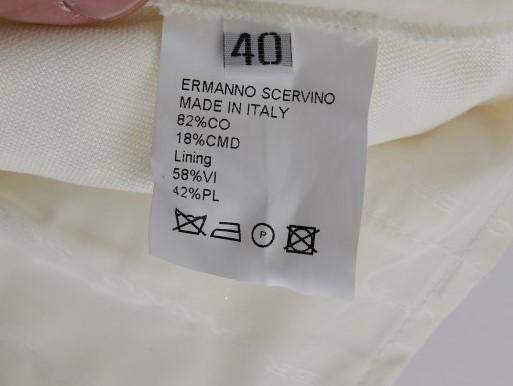 40
ERMANNO SCERVINO
MADE IN ITALY
82%CO
18%CMD
Lining
58%VI
42%PL
P